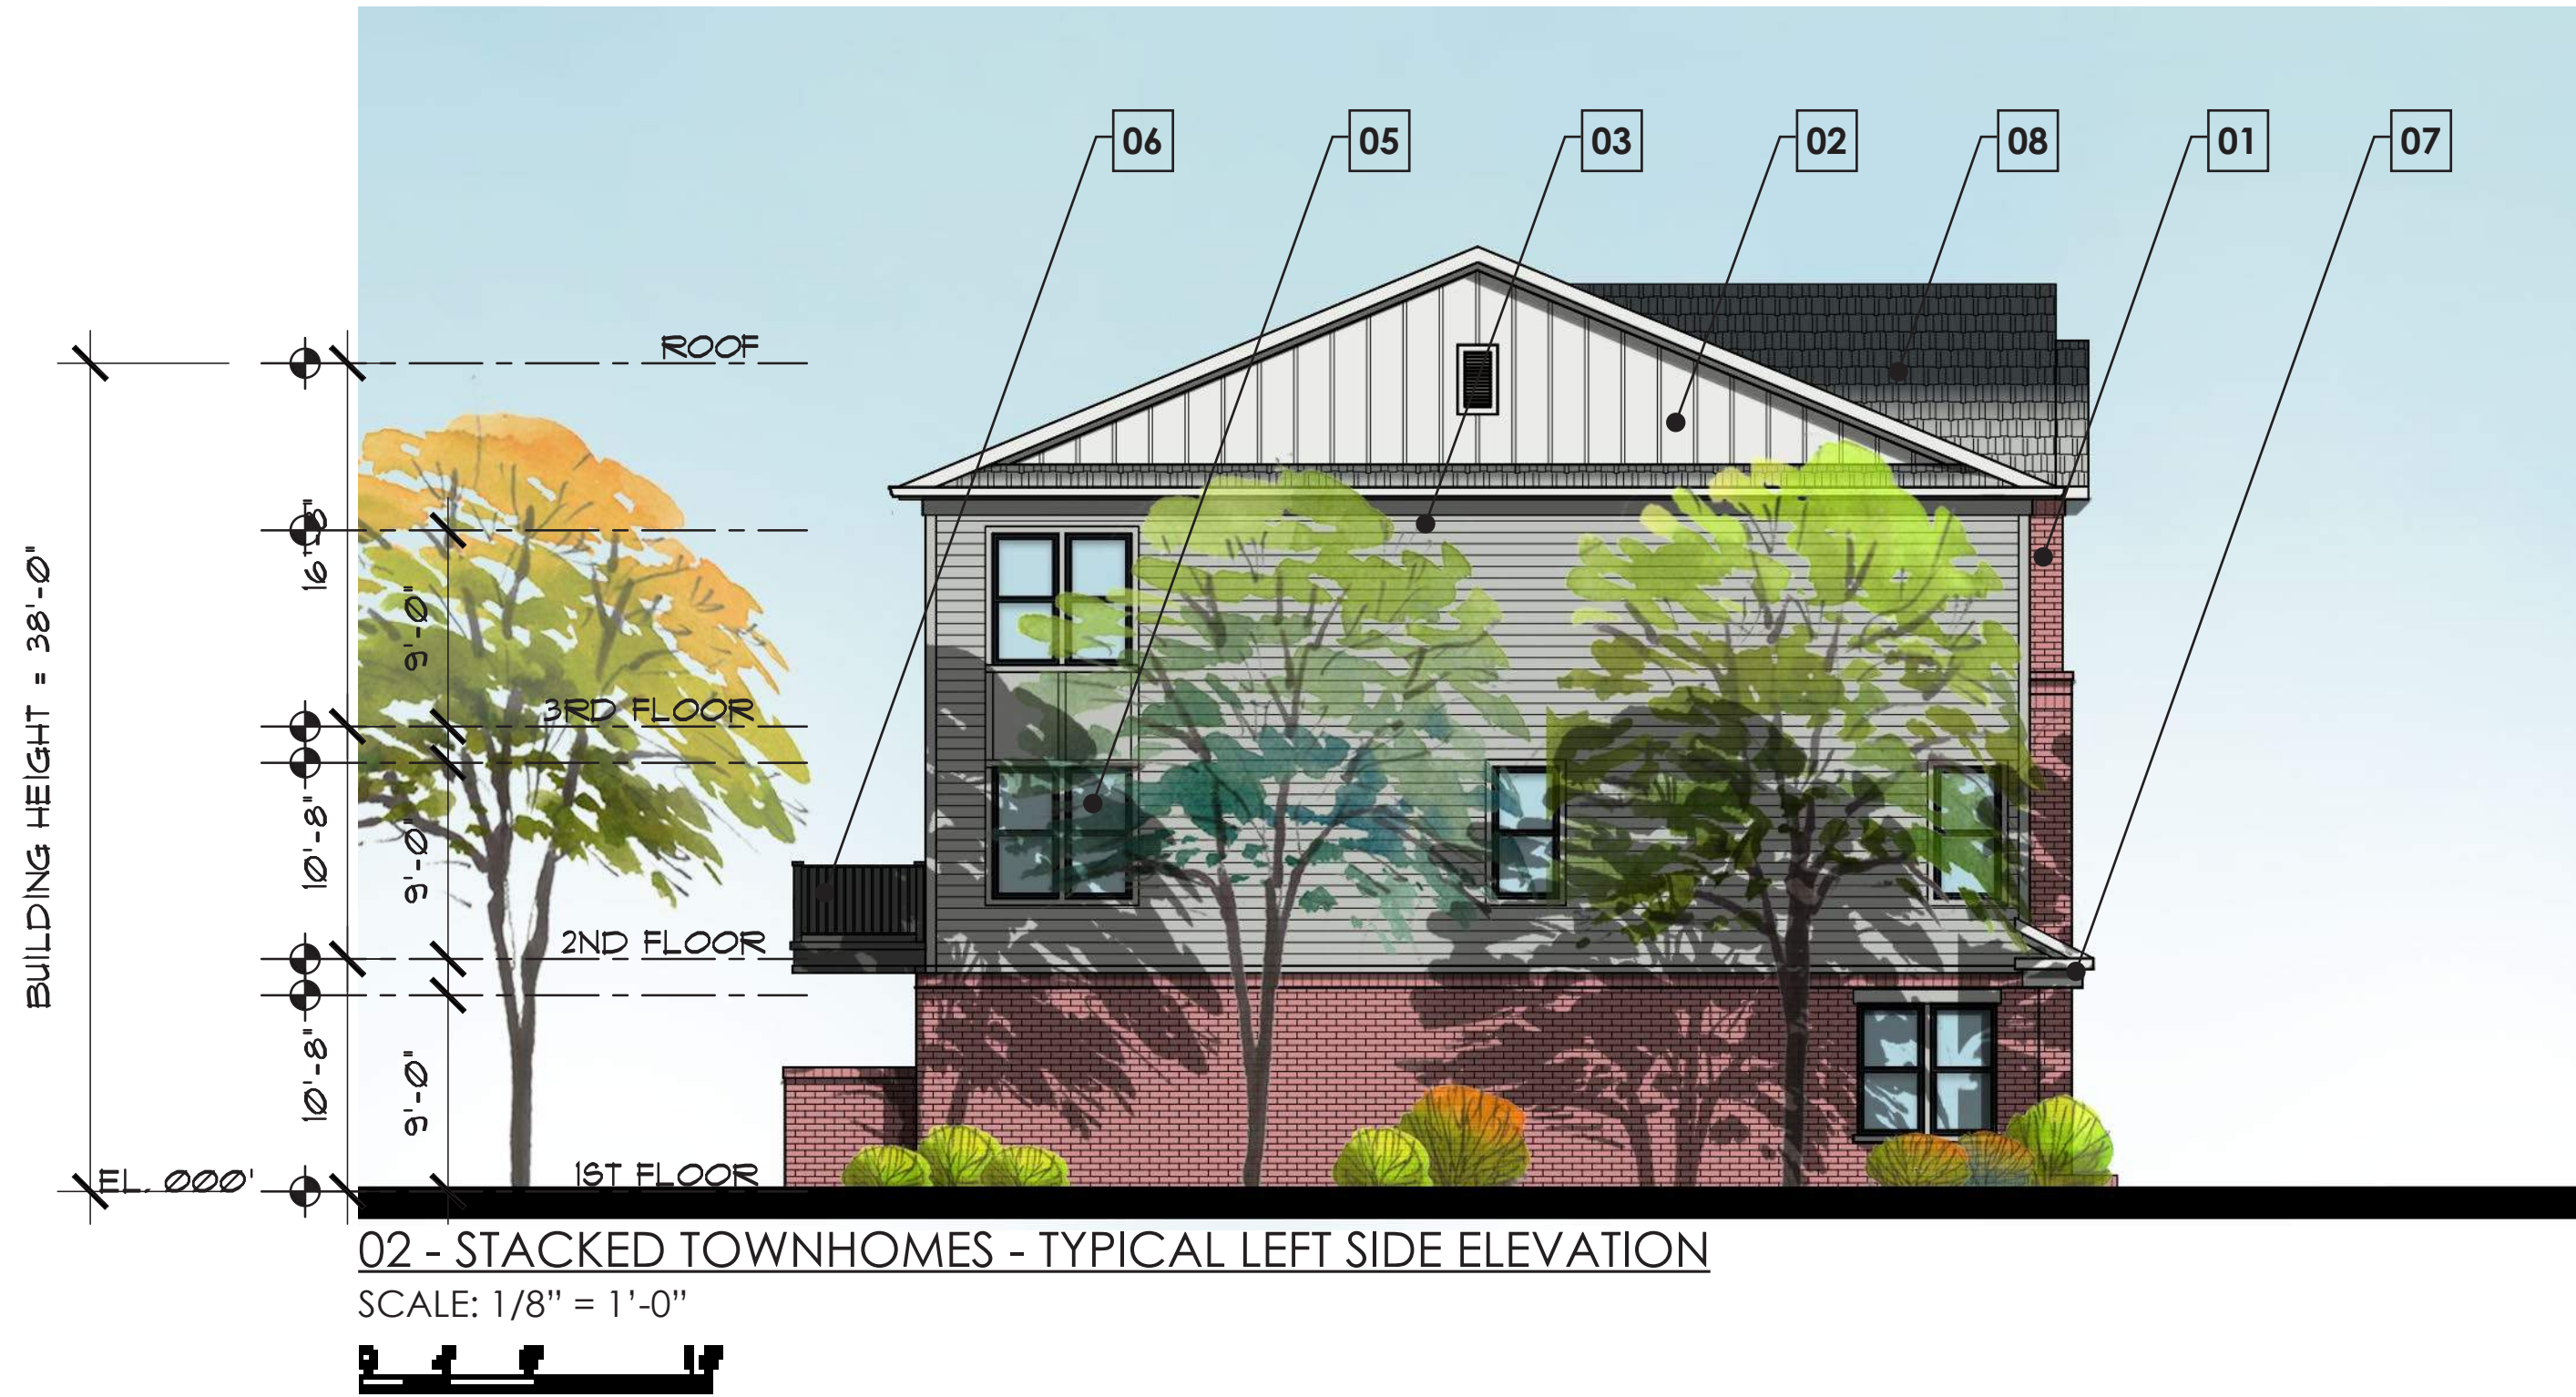 06 05 03 02 08 01 07
ROOF
16'-8"
9'-0"
3RD FLOOR
BUILDING HEIGHT = 38'-0"
10'-8"
9'-0"
2ND FLOOR
10'-8"
9'-0"
1ST FLOOR
EL. 000'
02 - STACKED TOWNHOMES - TYPICAL LEFT SIDE ELEVATION
SCALE: 1/8” = 1’-0”